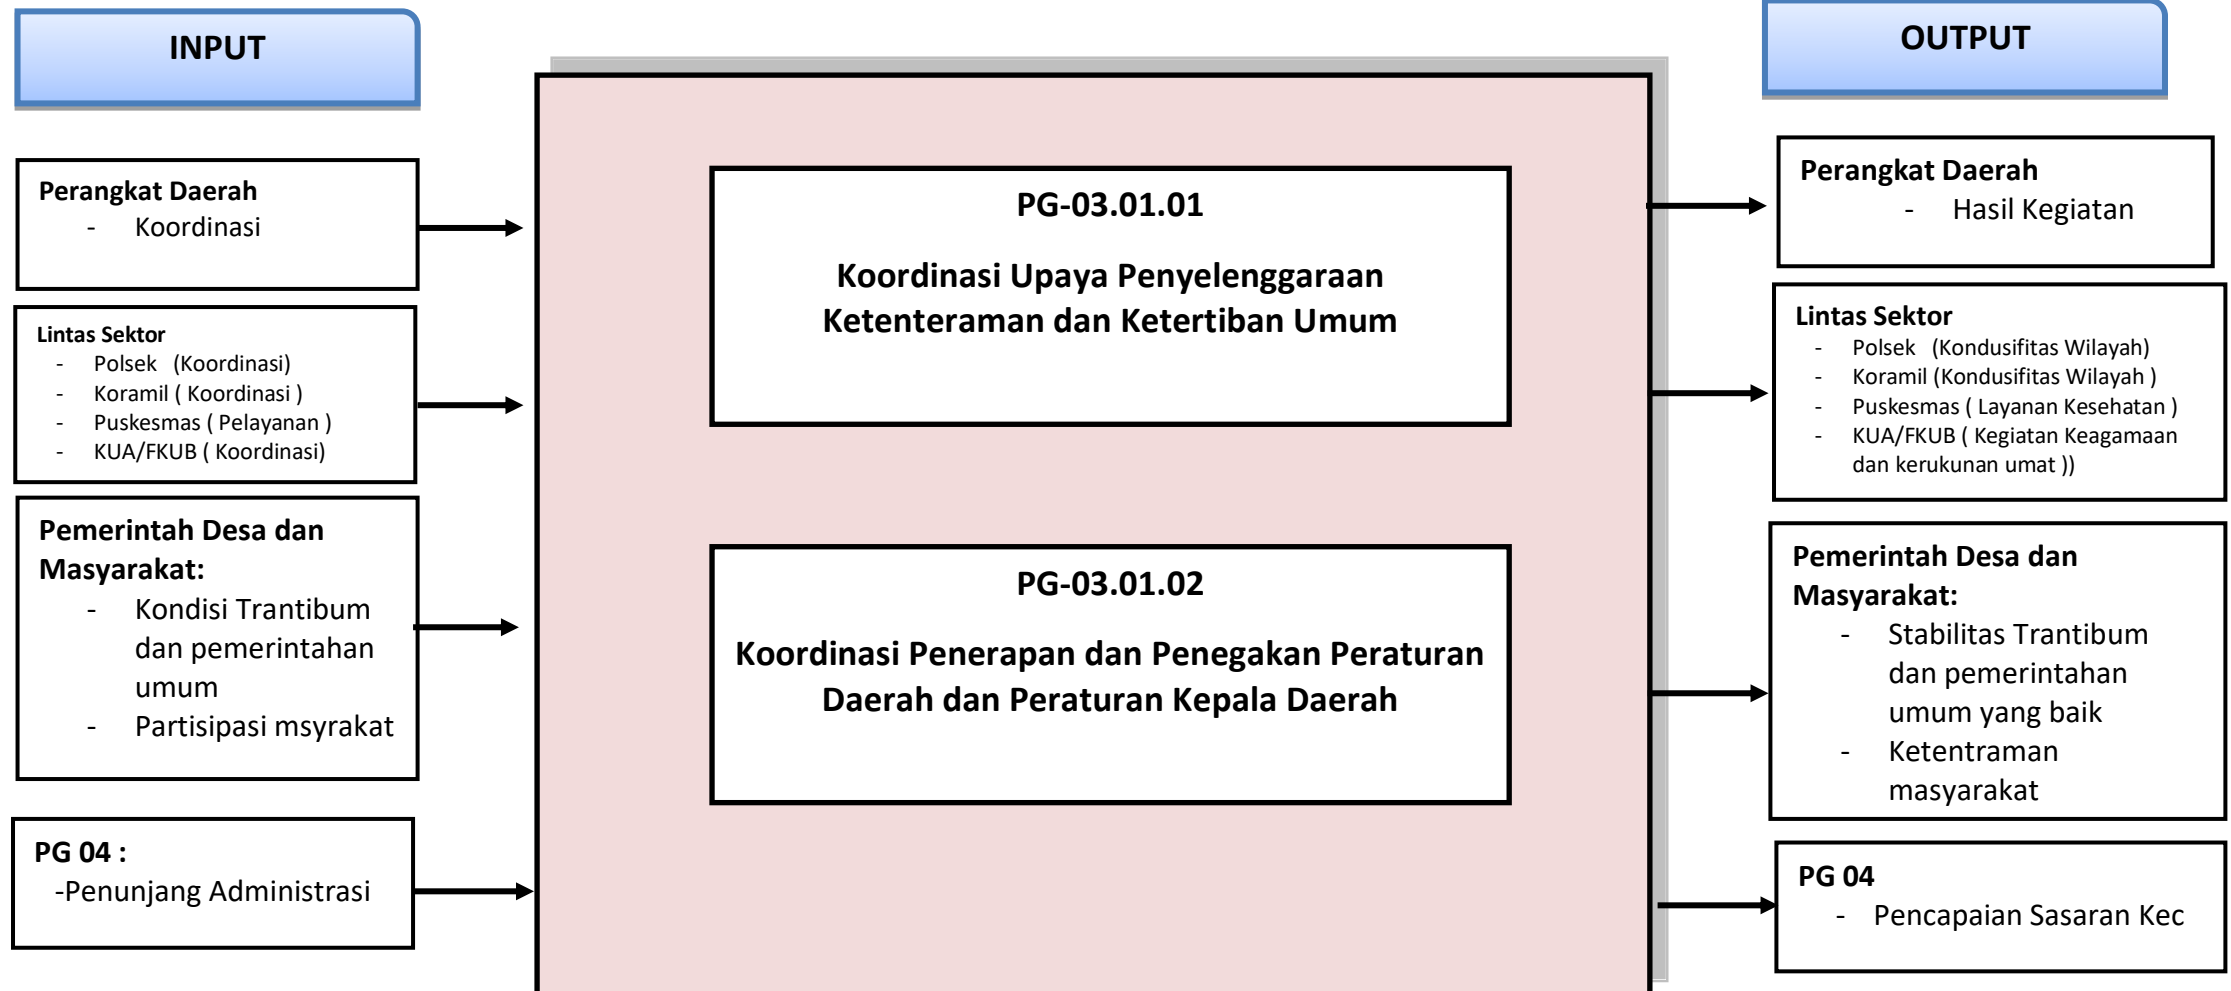 INPUT
Perangkat Daerah
- Koordinasi
Lintas Sektor
- Polsek (Koordinasi)
- Koramil ( Koordinasi )
- Puskesmas ( Pelayanan )
- KUA/FKUB ( Koordinasi)
Pemerintah Desa dan
Masyarakat:
- Kondisi Trantibum
dan pemerintahan
umum
- Partisipasi msyrakat
PG 04 :
-Penunjang Administrasi
PG-03.01.01
Koordinasi Upaya Penyelenggaraan
Ketenteraman dan Ketertiban Umum
PG-03.01.02
Koordinasi Penerapan dan Penegakan Peraturan
Daerah dan Peraturan Kepala Daerah
OUTPUT
Perangkat Daerah
- Hasil Kegiatan
Lintas Sektor
- Polsek (Kondusifitas Wilayah)
- Koramil (Kondusifitas Wilayah )
- Puskesmas ( Layanan Kesehatan )
- KUA/FKUB ( Kegiatan Keagamaan
dan kerukunan umat ))
Pemerintah Desa dan
Masyarakat:
- Stabilitas Trantibum
dan pemerintahan
umum yang baik
- Ketentraman
masyarakat
PG 04
- Pencapaian Sasaran Kec